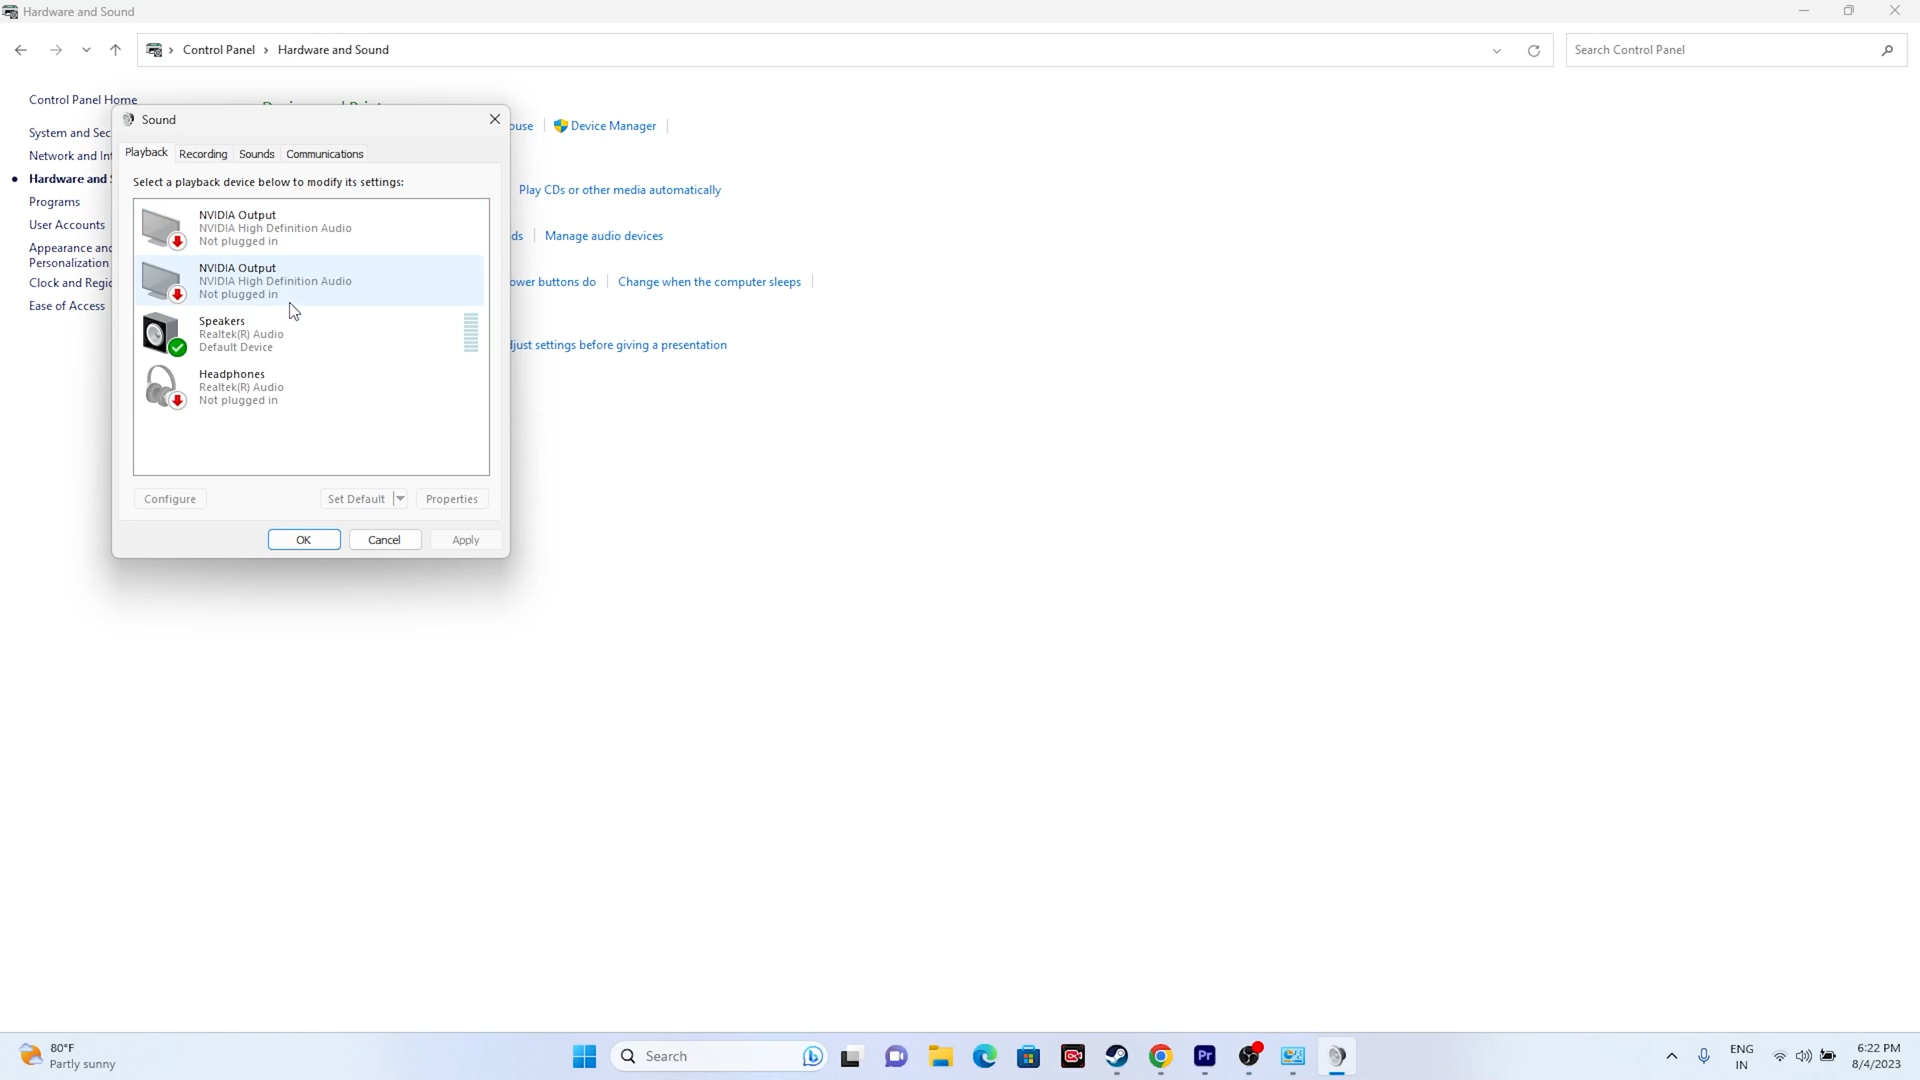 Hardware and Sound
Control Panel
Hardware and Sound
Search Control Panel
Control Panel Home
System and Sec
Network and Int
Hardware and S
Programs
User Accounts
Appearance and
Personalization
Clock and Regio
Ease of Access
ouse
Device Manager
Play CDs or other media automatically
ds
Manage audio devices
ower buttons do
Change when the computer sleeps
djust settings before giving a presentation
Sound
Playback
Recording
Sounds
Communications
Select a playback device below to modify its settings:
NVIDIA Output
NVIDIA High Definition Audio
Not plugged in
NVIDIA Output
NVIDIA High Definition Audio
Not plugged in
Speakers
Realtek(R) Audio
Default Device
Headphones
Realtek(R) Audio
Not plugged in
Configure
Set Default
Properties
OK
Cancel
Apply
80°F
Partly sunny
Search
Pr
ENG
IN
6:22 PM
8/4/2023